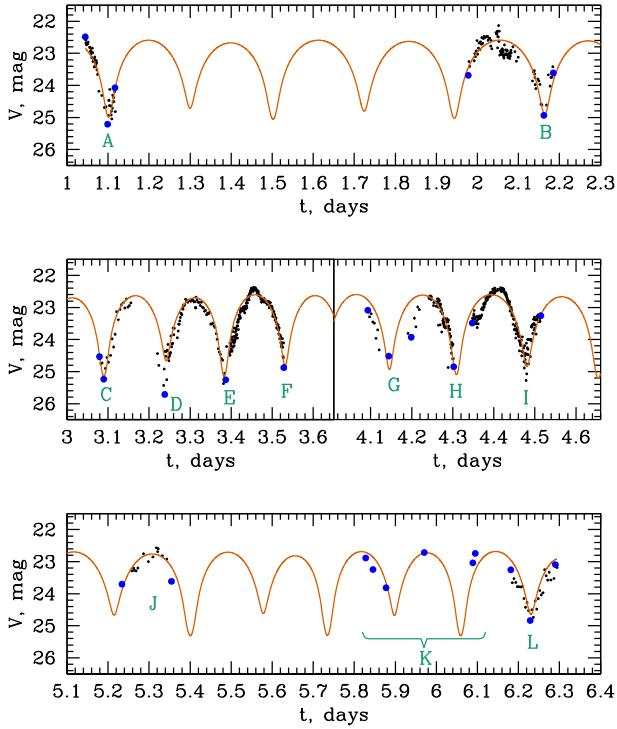 22
23
24
25
26
V, mag
A
B
1 1.1 1.2 1.3 1.4 1.5 1.6 1.7 1.8 1.9 2 2.1 2.2 2.3
t, days
22
23
24
25
26
V, mag
C D E F G H I
3 3.1 3.2 3.3 3.4 3.5 3.6 4.1 4.2 4.3 4.4 4.5 4.6
t, days t, days
22
23
24
25
26
V, mag
J
K
L
5.1 5.2 5.3 5.4 5.5 5.6 5.7 5.8 5.9 6 6.1 6.2 6.3 6.4
t, days